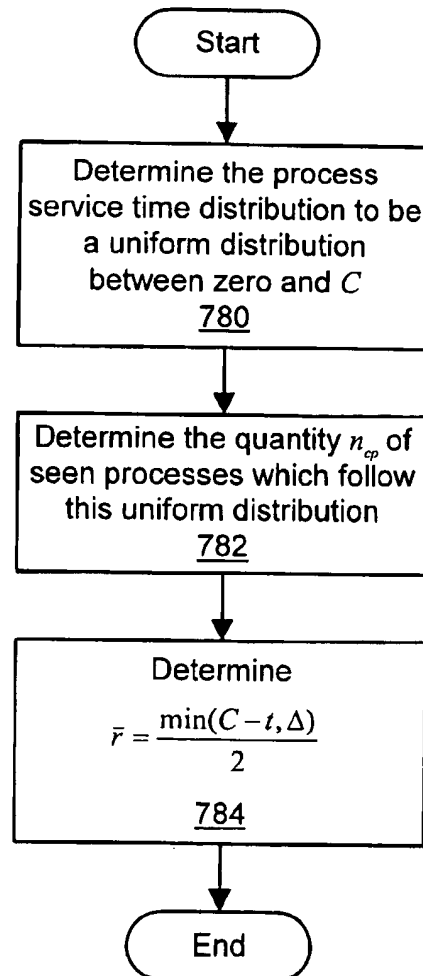 Start
Determine the process
service time distribution to be
a uniform distribution
between zero and C
780
Determine the quantity n_cp of
seen processes which follow
this uniform distribution
782
Determine
r̄ = min(C − t, Δ) / 2
784
End